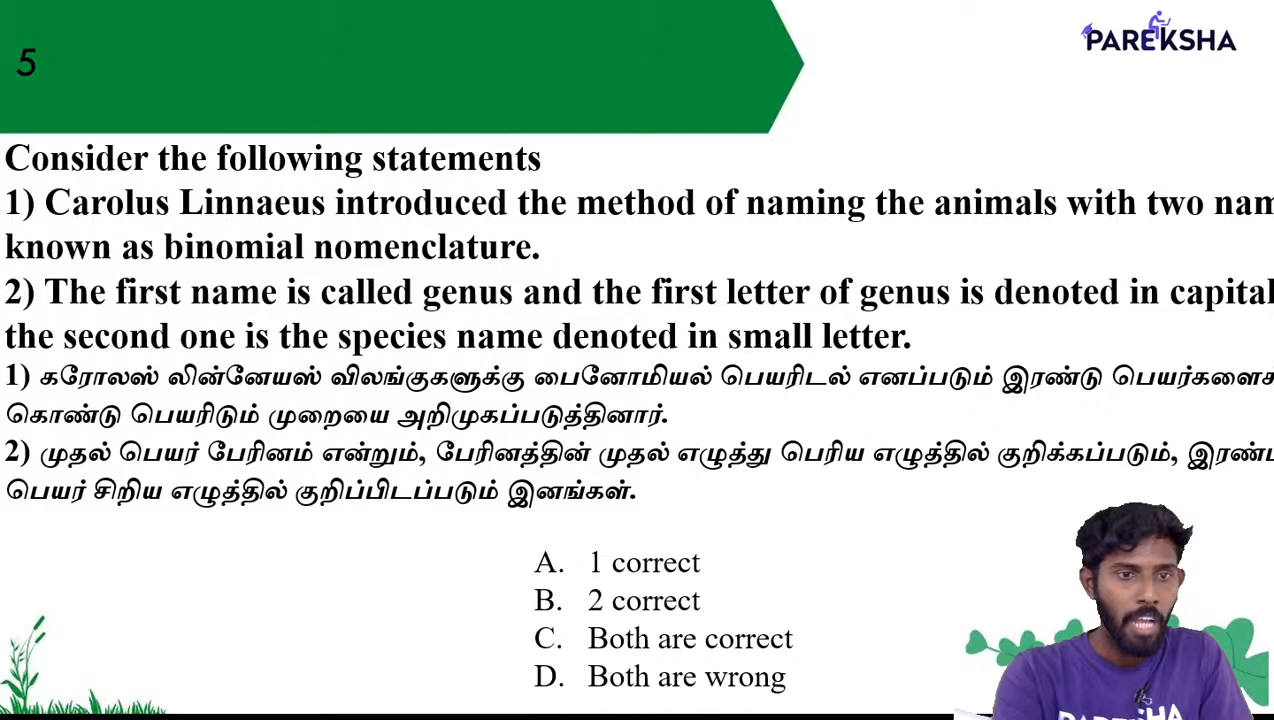 5
PAREKSHA
Consider the following statements
1) Carolus Linnaeus introduced the method of naming the animals with two nam
known as binomial nomenclature.
2) The first name is called genus and the first letter of genus is denoted in capital
the second one is the species name denoted in small letter.
1) கரோலஸ் லின்னேயஸ் விலங்குகளுக்கு பைனோமியல் பெயரிடல் எனப்படும் இரண்டு பெயர்களைக
கொண்டு பெயரிடும் முறையை அறிமுகப்படுத்தினார்.
2) முதல் பெயர் பேரினம் என்றும், பேரினத்தின் முதல் எழுத்து பெரிய எழுத்தில் குறிக்கப்படும், இரண்ட
பெயர் சிறிய எழுத்தில் குறிப்பிடப்படும் இனங்கள்.
A. 1 correct
B. 2 correct
C. Both are correct
D. Both are wrong